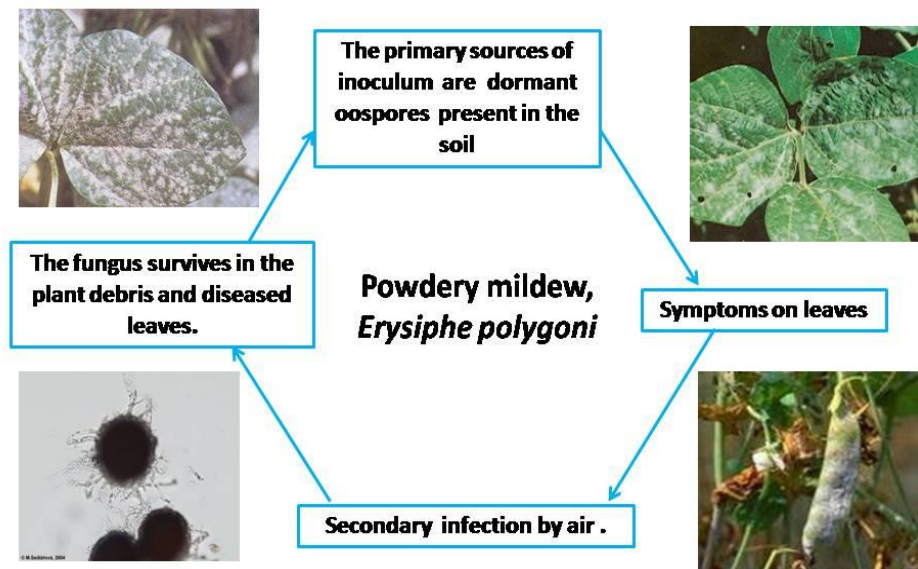 The primary sources of
inoculum are dormant
oospores present in the
soil
The fungus survives in the
plant debris and diseased
leaves.
Powdery mildew,
Erysiphe polygoni
Symptoms on leaves
Secondary infection by air .